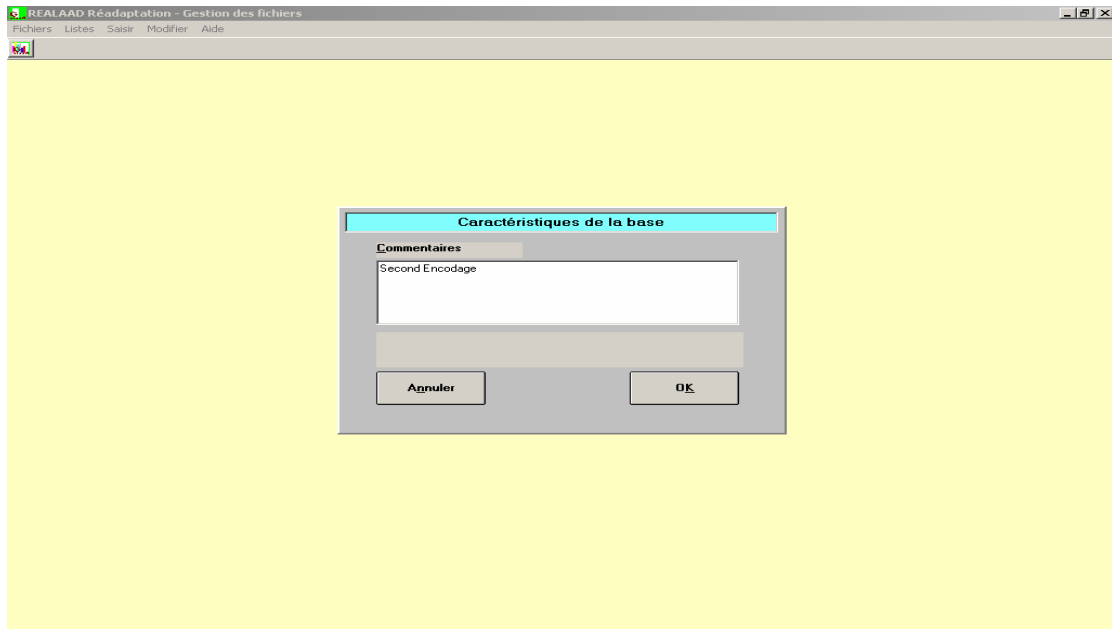 REALAAD Réadaptation - Gestion des fichiers
Fichiers Listes Saisir Modifier Aide
Caractéristiques de la base
Commentaires
Second Encodage
Annuler OK